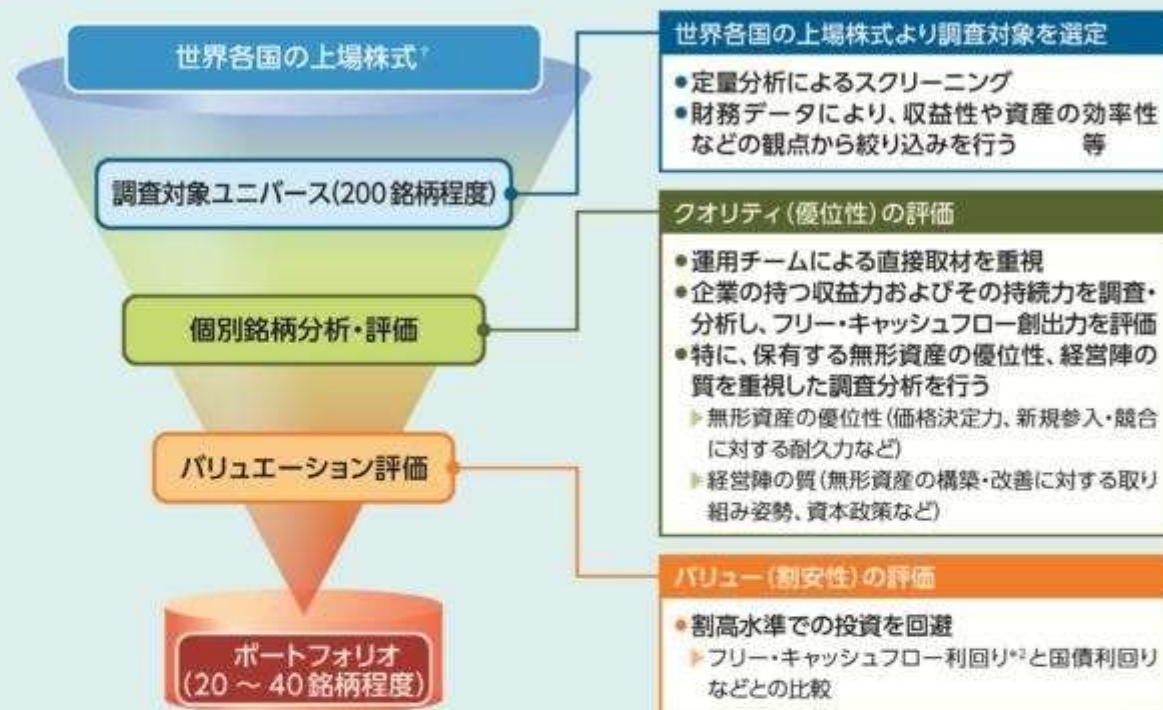 世界各国の上場株式†
調査対象ユニバース(200銘柄程度)
個別銘柄分析・評価
バリュエーション評価
ポートフォリオ
(20 ～ 40銘柄程度)
世界各国の上場株式より調査対象を選定
●定量分析によるスクリーニング
●財務データにより、収益性や資産の効率性
などの観点から絞り込みを行う 等
クオリティ(優位性)の評価
●運用チームによる直接取材を重視
●企業の持つ収益力およびその持続力を調査・
分析し、フリー・キャッシュフロー創出力を評価
●特に、保有する無形資産の優位性、経営陣の
質を重視した調査分析を行う
▶無形資産の優位性(価格決定力、新規参入・競合
に対する耐久力など)
▶経営陣の質(無形資産の構築・改善に対する取り
組み姿勢、資本政策など)
バリュー(割安性)の評価
●割高水準での投資を回避
▶フリー・キャッシュフロー利回り*2と国債利回り
などとの比較